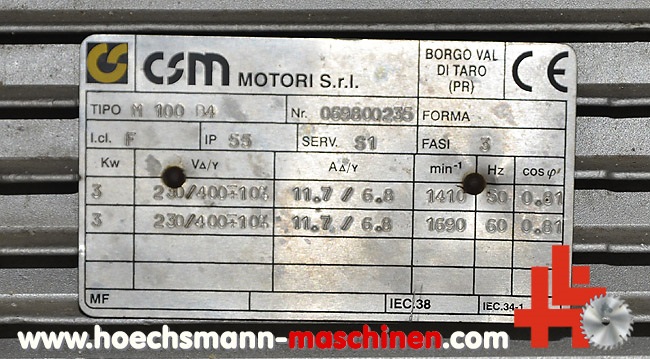 CSM MOTORI S.r.l. BORGO VAL DI TARO (PR) CE
TIPO M 100 B4 Nr. 069800235 FORMA
I.cl. F IP 55 SERV. S1 FASI 3
Kw V∆/Y A∆/Y min⁻¹ Hz cos φ
3 230/400∓10% 11.7 / 6.8 1410 50 0.81
3 230/400∓10% 11.7 / 6.8 1690 60 0.81
MF IEC.38 IEC.34-1
www.hoechsmann-maschinen.com